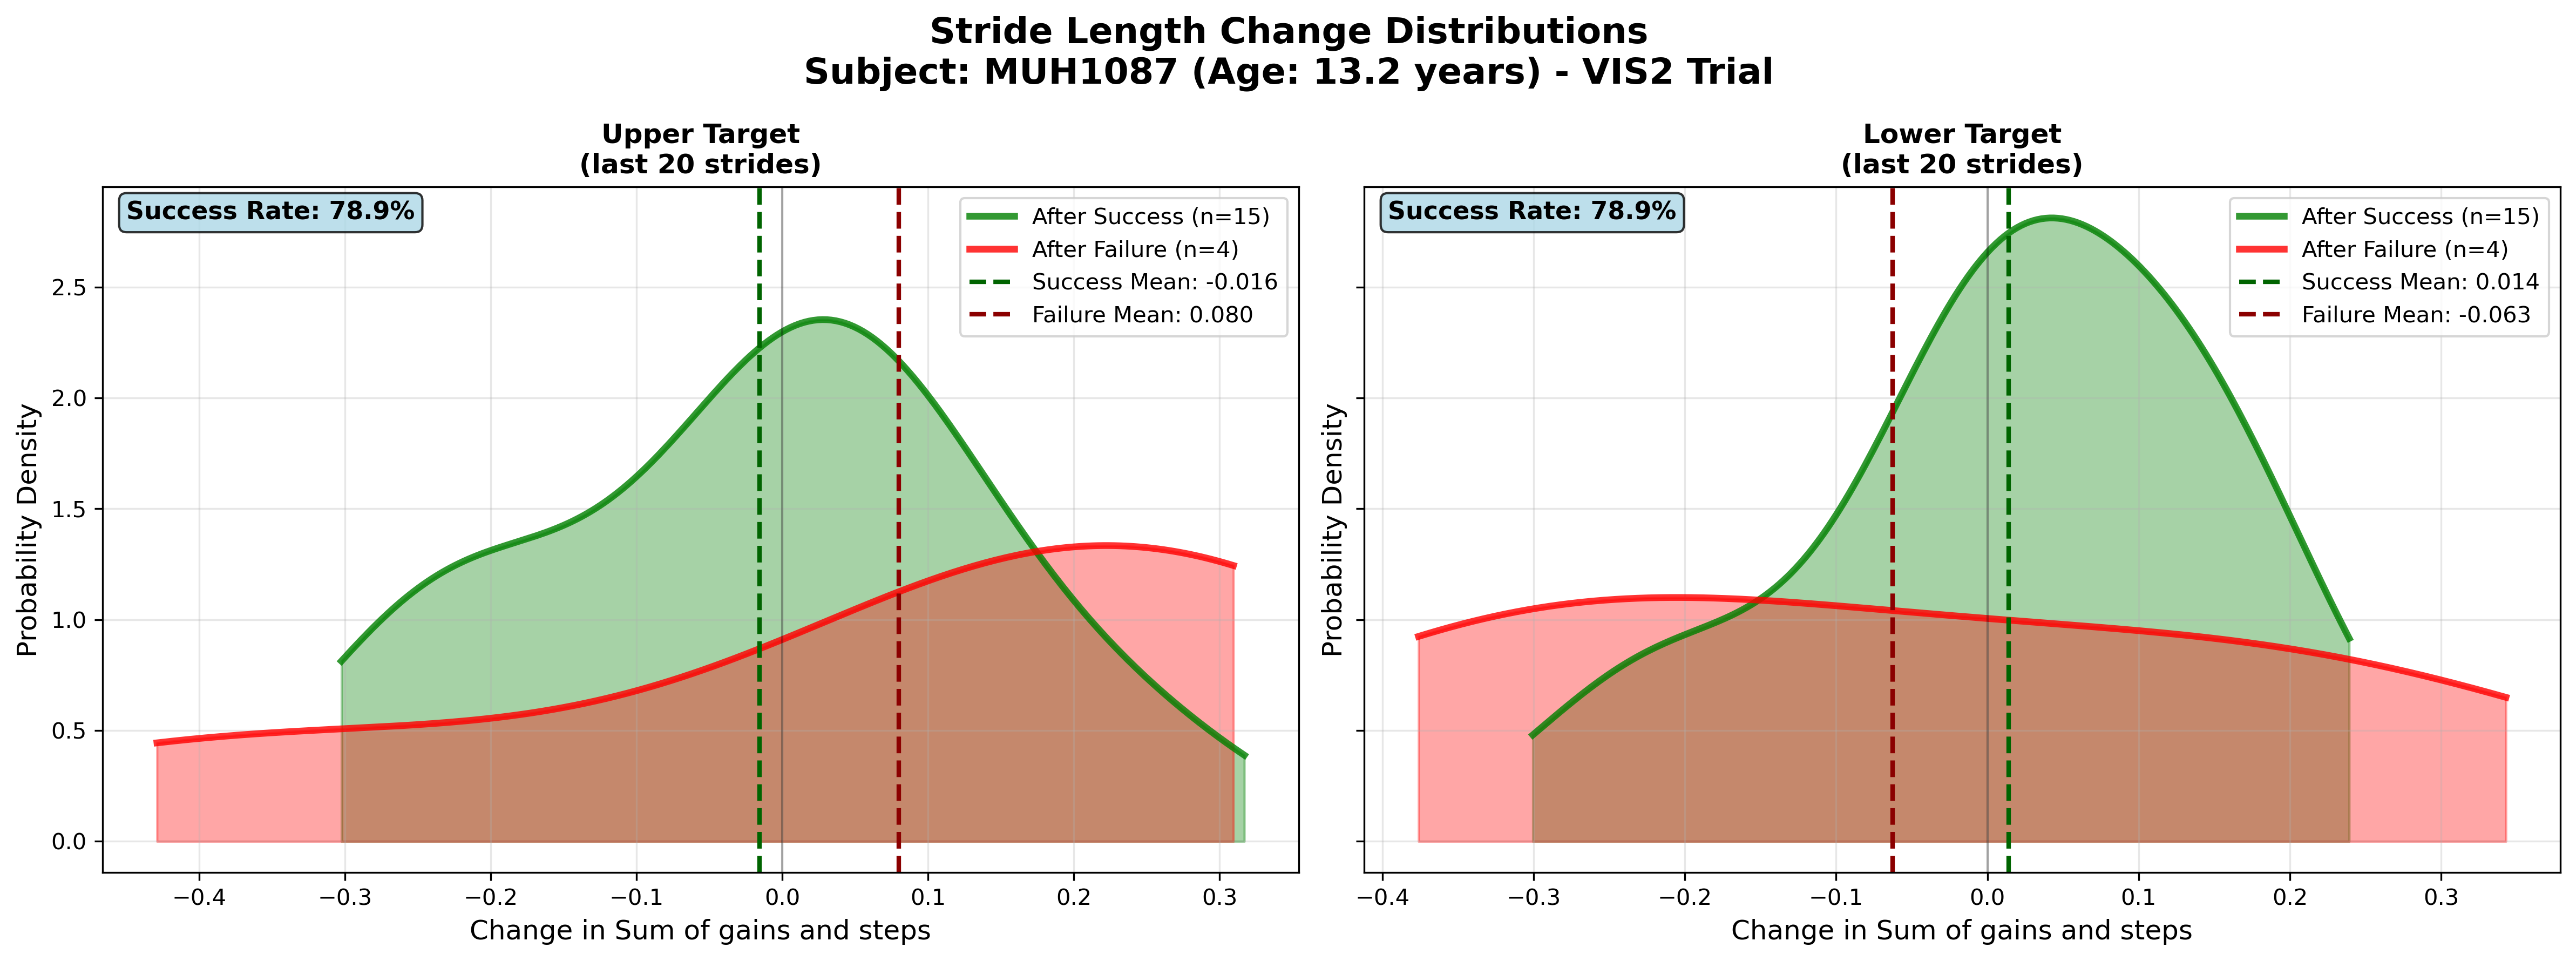 Stride Length Change Distributions
Subject: MUH1087 (Age: 13.2 years) - VIS2 Trial
Upper Target
(last 20 strides)
Success Rate: 78.9%
After Success (n=15)
After Failure (n=4)
Success Mean: -0.016
Failure Mean: 0.080
Probability Density
2.5
2.0
1.5
1.0
0.5
0.0
−0.4 −0.3 −0.2 −0.1 0.0 0.1 0.2 0.3
Change in Sum of gains and steps
Lower Target
(last 20 strides)
Success Rate: 78.9%
After Success (n=15)
After Failure (n=4)
Success Mean: 0.014
Failure Mean: -0.063
Probability Density
−0.4 −0.3 −0.2 −0.1 0.0 0.1 0.2 0.3
Change in Sum of gains and steps